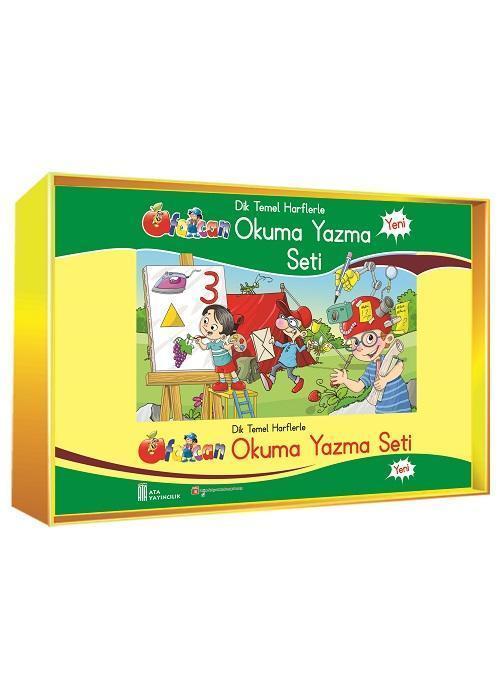 Dik Temel Harflerle
afacan Okuma Yazma
Seti
Yeni
3
Dik Temel Harflerle
afacan Okuma Yazma Seti
Yeni
ATA
YAYINCILIK